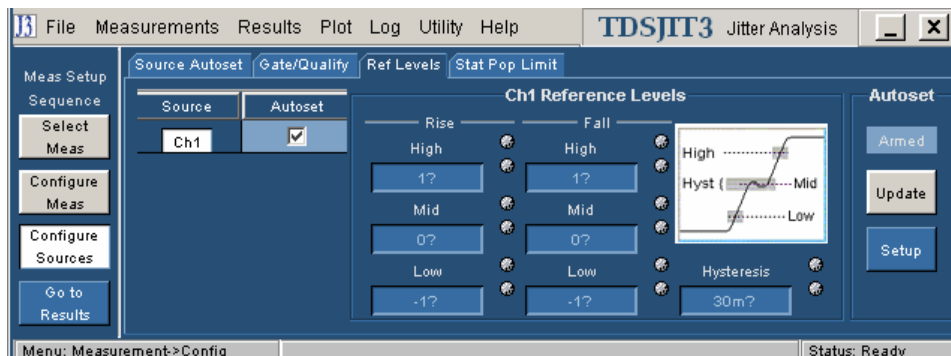 J3 File Measurements Results Plot Log Utility Help TDSJIT3 Jitter Analysis
Source Autoset Gate/Qualify Ref Levels Stat Pop Limit
Meas Setup
Sequence
Select
Meas
Configure
Meas
Configure
Sources
Go to
Results
Source Autoset
Ch1
Ch1 Reference Levels
Rise
High
1?
Mid
0?
Low
-1?
Fall
High
1?
Mid
0?
Low
-1?
High
Hyst ( Mid
Low
Hysteresis
30m?
Autoset
Armed
Update
Setup
Menu: Measurement->Config Status: Ready